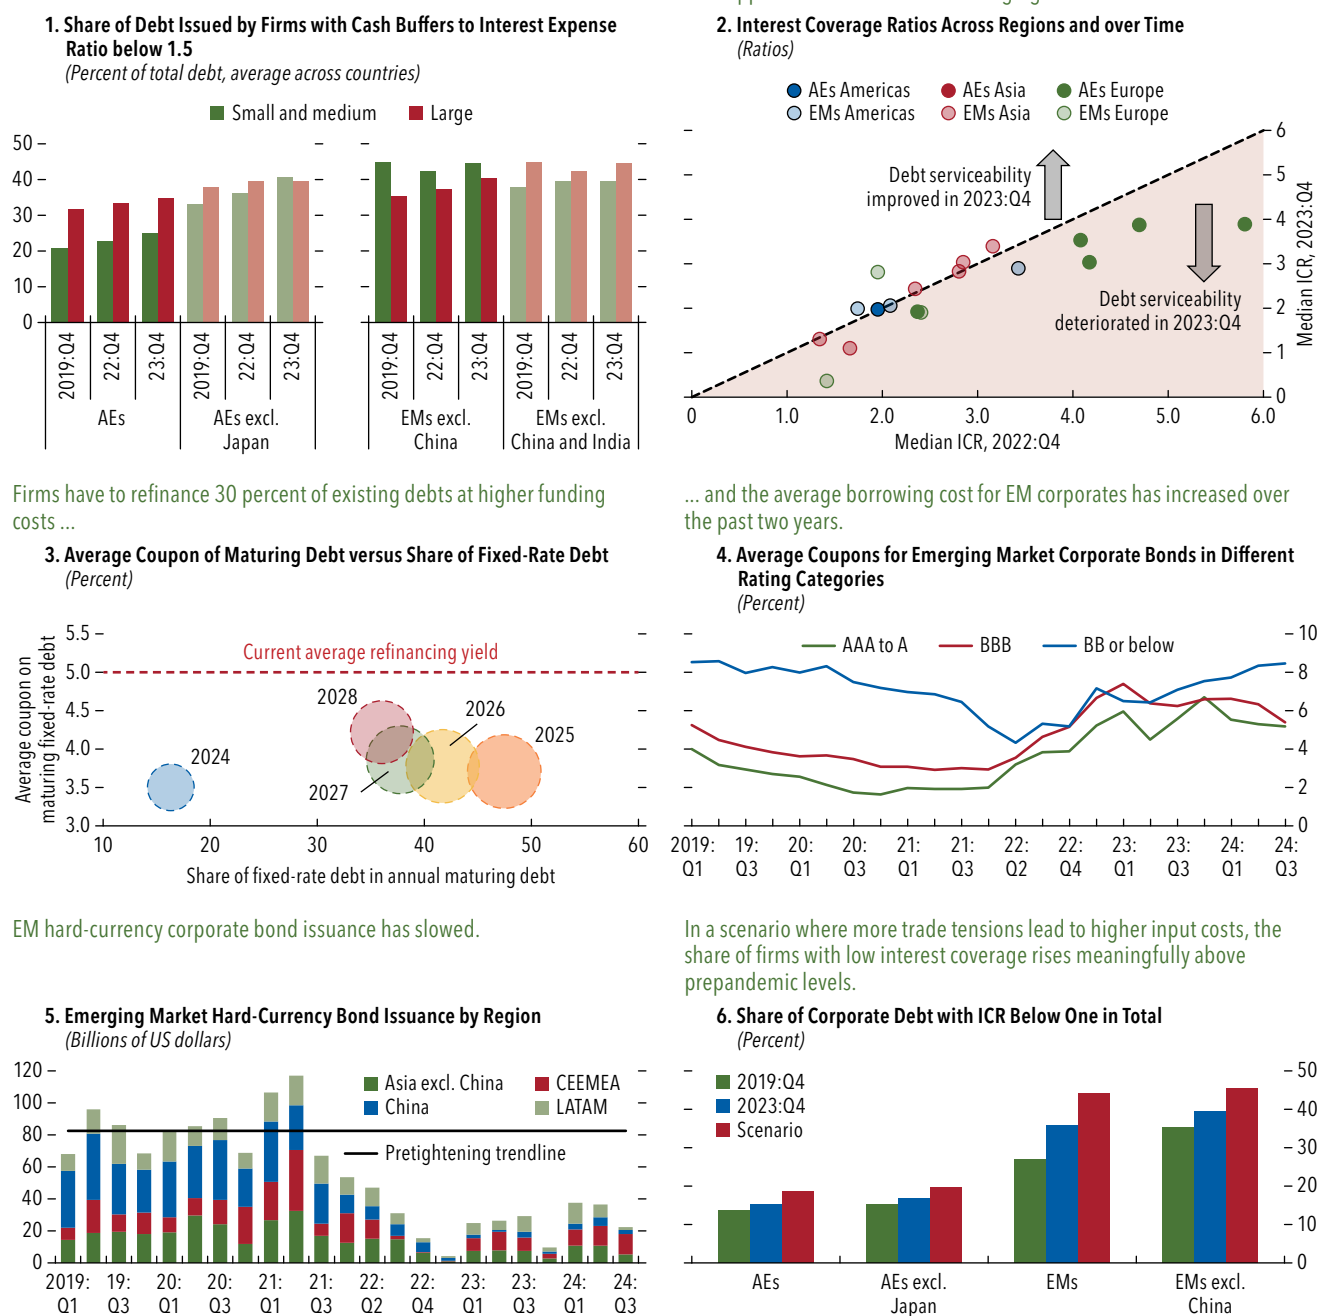 1. Share of Debt Issued by Firms with Cash Buffers to Interest Expense
Ratio below 1.5
(Percent of total debt, average across countries)
Small and medium
Large
50
40
30
20
10
0
2019:Q4
22:Q4
23:Q4
2019:Q4
22:Q4
23:Q4
2019:Q4
22:Q4
23:Q4
2019:Q4
22:Q4
23:Q4
AEs
AEs excl.
Japan
EMs excl.
China
EMs excl.
China and India
2. Interest Coverage Ratios Across Regions and over Time
(Ratios)
AEs Americas
AEs Asia
AEs Europe
EMs Americas
EMs Asia
EMs Europe
Debt serviceability
improved in 2023:Q4
Debt serviceability
deteriorated in 2023:Q4
6
5
4
3
2
1
0
Median ICR, 2023:Q4
0
1.0
2.0
3.0
4.0
5.0
6.0
Median ICR, 2022:Q4
Firms have to refinance 30 percent of existing debts at higher funding
costs ...
3. Average Coupon of Maturing Debt versus Share of Fixed-Rate Debt
(Percent)
Average coupon on
maturing fixed-rate debt
5.5
5.0
4.5
4.0
3.5
3.0
Current average refinancing yield
2028
2026
2025
2024
2027
10
20
30
40
50
60
Share of fixed-rate debt in annual maturing debt
... and the average borrowing cost for EM corporates has increased over
the past two years.
4. Average Coupons for Emerging Market Corporate Bonds in Different
Rating Categories
(Percent)
AAA to A
BBB
BB or below
10
8
6
4
2
0
2019:
Q1
19:
Q3
20:
Q1
20:
Q3
21:
Q1
21:
Q3
22:
Q2
22:
Q4
23:
Q1
23:
Q3
24:
Q1
24:
Q3
EM hard-currency corporate bond issuance has slowed.
5. Emerging Market Hard-Currency Bond Issuance by Region
(Billions of US dollars)
120
100
80
60
40
20
0
Asia excl. China
CEEMEA
China
LATAM
Pretightening trendline
2019:
Q1
19:
Q3
20:
Q1
20:
Q3
21:
Q1
21:
Q3
22:
Q2
22:
Q4
23:
Q1
23:
Q3
24:
Q1
24:
Q3
In a scenario where more trade tensions lead to higher input costs, the
share of firms with low interest coverage rises meaningfully above
prepandemic levels.
6. Share of Corporate Debt with ICR Below One in Total
(Percent)
2019:Q4
2023:Q4
Scenario
50
40
30
20
10
0
AEs
AEs excl.
Japan
EMs
EMs excl.
China